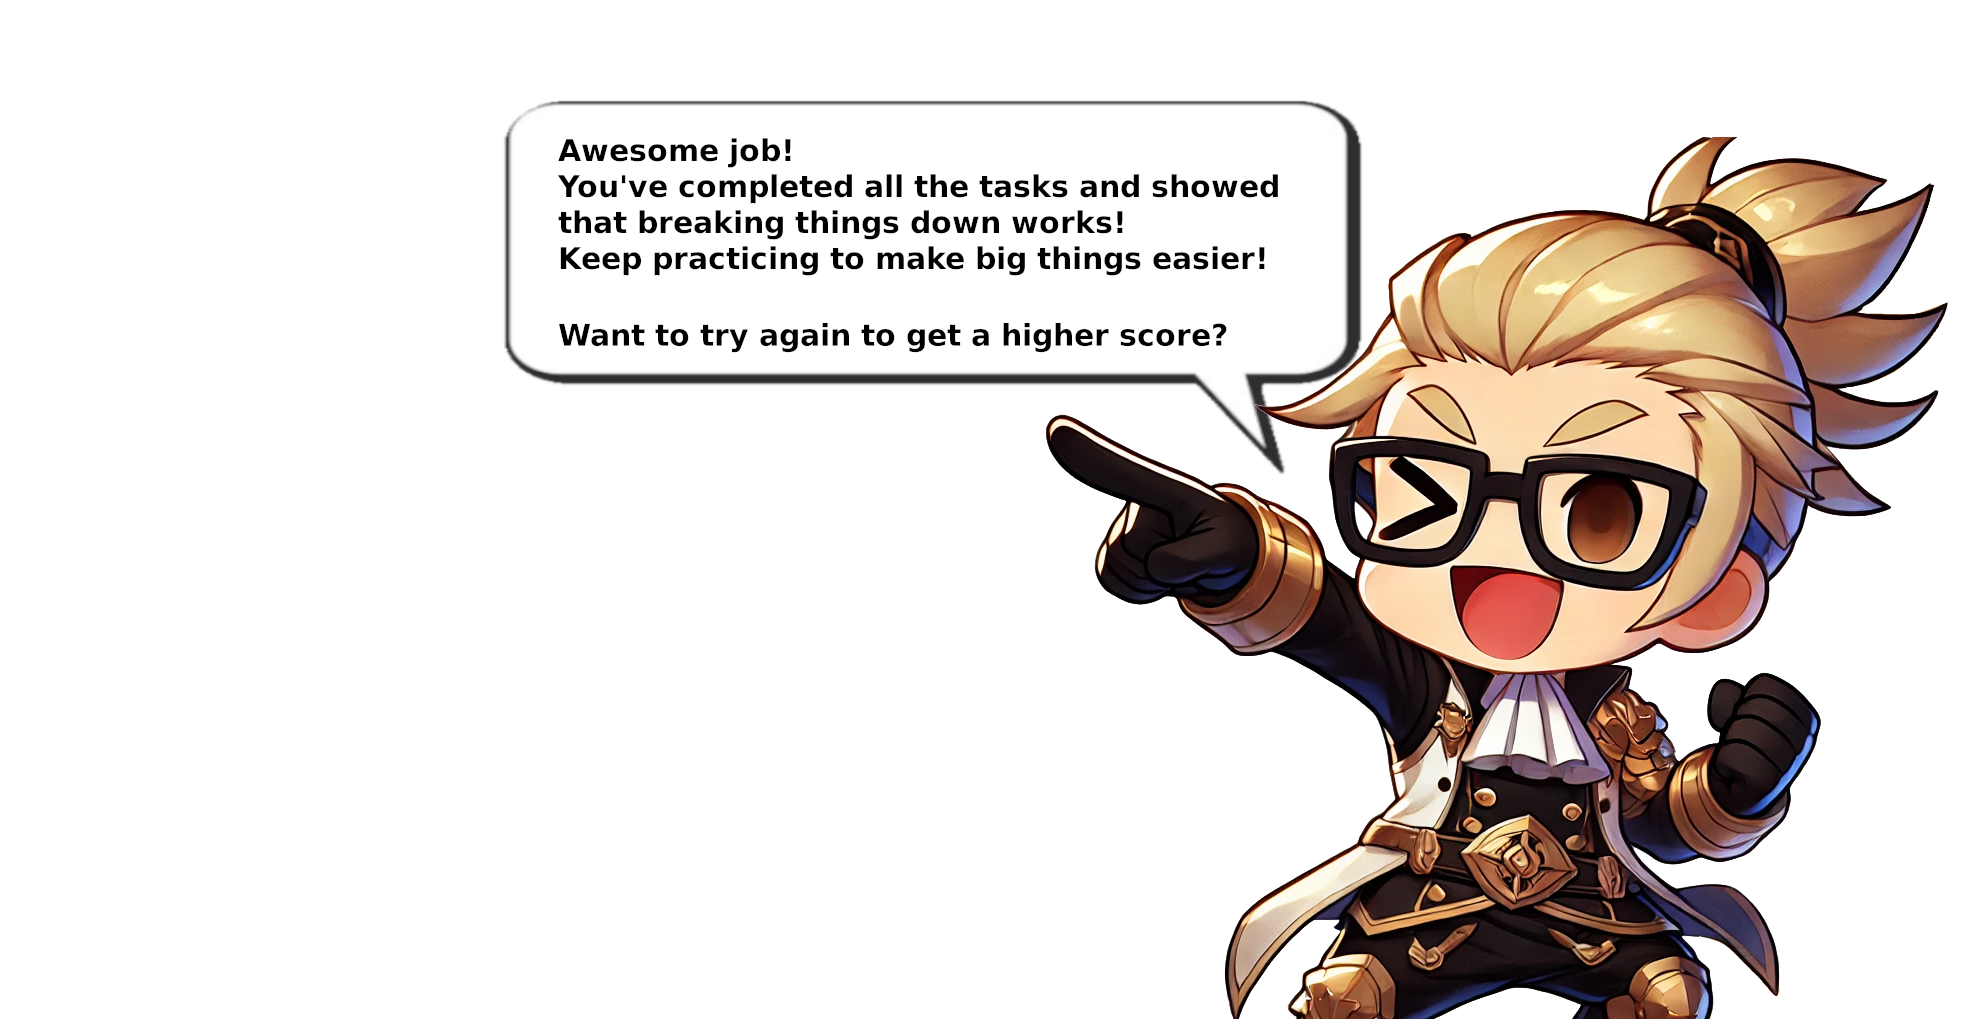 Awesome job!
You've completed all the tasks and showed
that breaking things down works!
Keep practicing to make big things easier!
Want to try again to get a higher score?